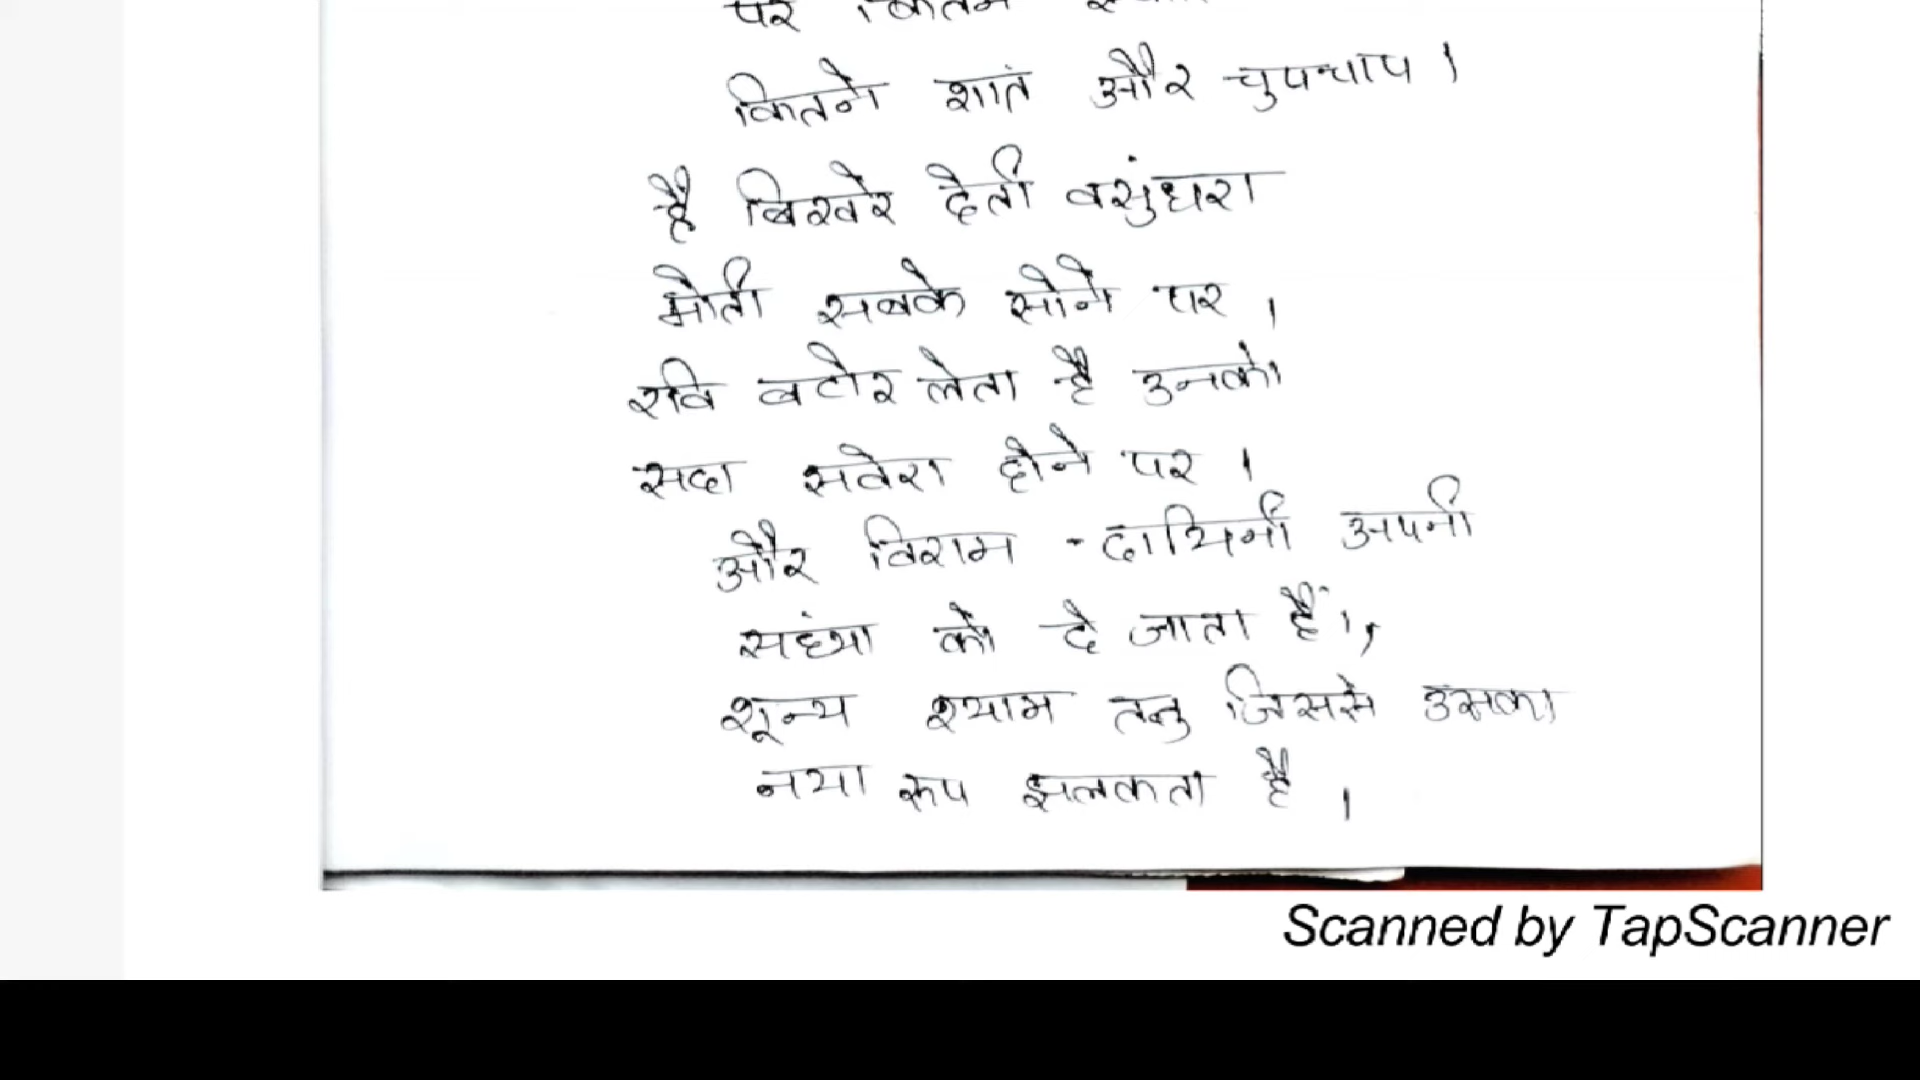 पर
कितने शांत और चुपचाप ।
है बिखेर देती वसुंधरा
मोती सबके सोने पर ,
रवि बटोर लेता है उनको
सदा सवेरा होने पर ।
और विराम - दायिनी अपनी
संध्या को दे जाता है।,
शून्य श्याम तनु जिससे उसका
नया रूप झलकता है ।
Scanned by TapScanner